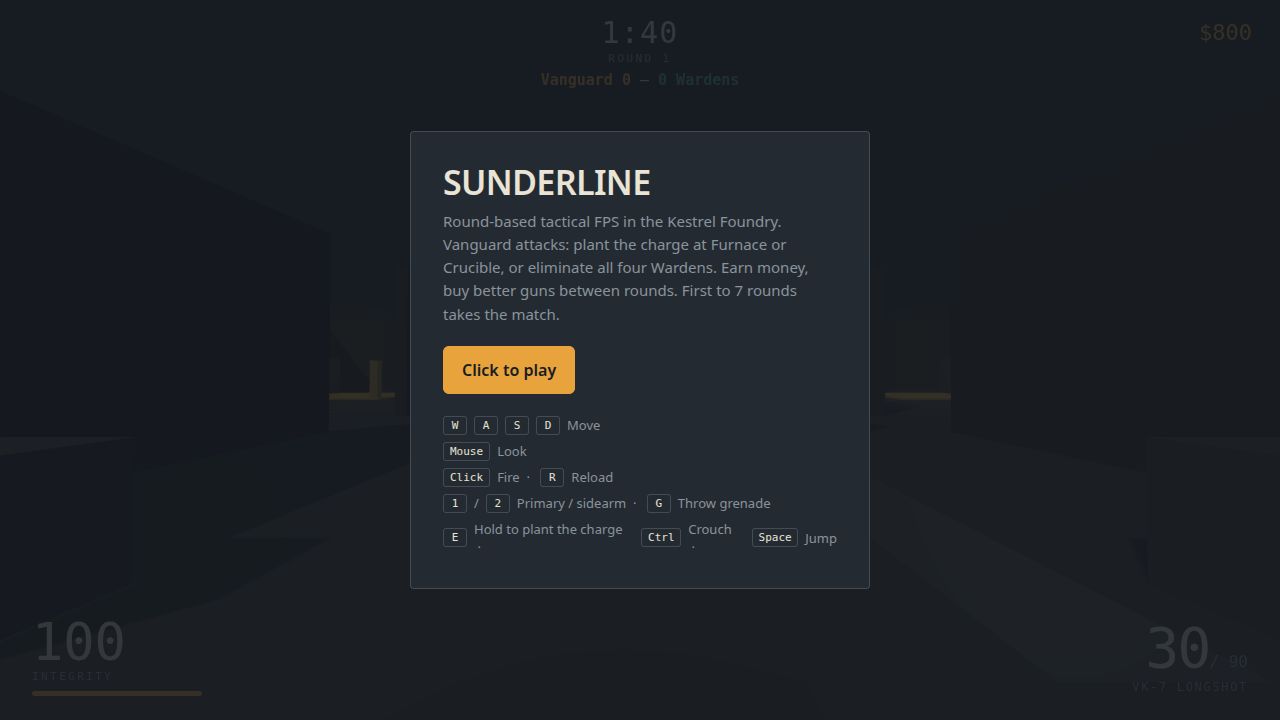 1:40
$800
ROUND 1
Vanguard 0 — 0 Wardens
SUNDERLINE
Round-based tactical FPS in the Kestrel Foundry.
Vanguard attacks: plant the charge at Furnace or
Crucible, or eliminate all four Wardens. Earn money,
buy better guns between rounds. First to 7 rounds
takes the match.
Click to play
W A S D Move
Mouse Look
Click Fire · R Reload
1 / 2 Primary / sidearm · G Throw grenade
E Hold to plant the charge · Ctrl Crouch · Space Jump
100
INTEGRITY
30 / 90
VK-7 LONGSHOT